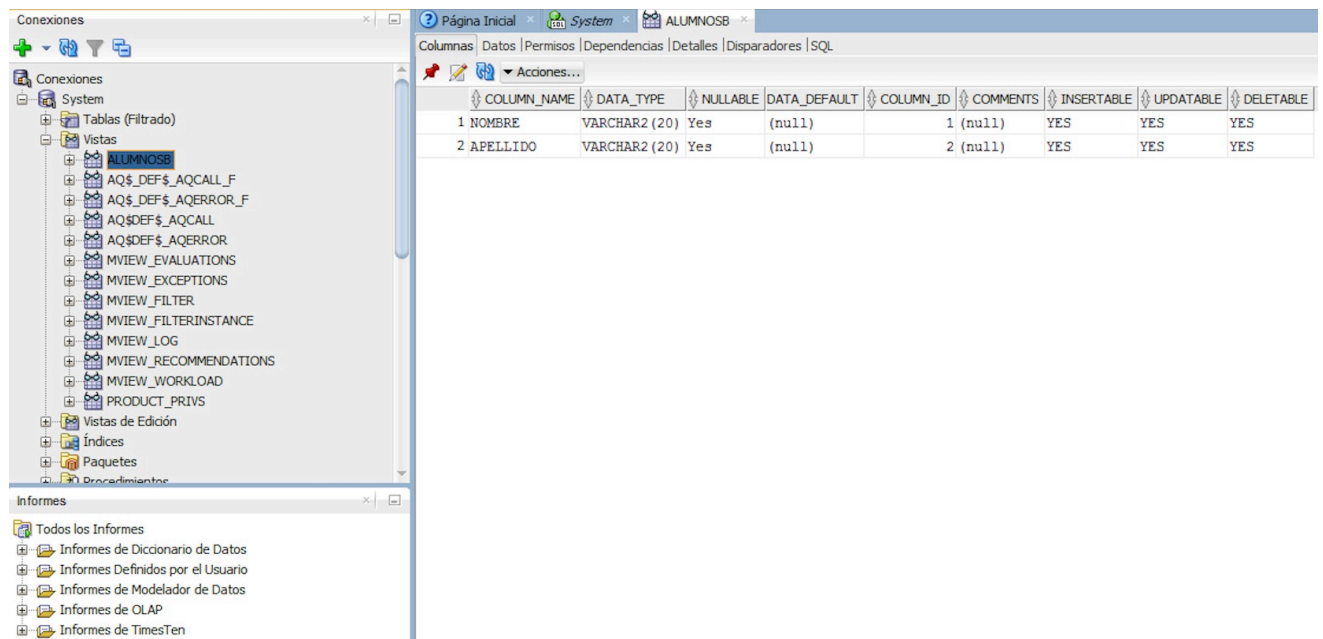 Conexiones
Conexiones
System
Tablas (Filtrado)
Vistas
ALUMNOSB
AQ$_DEF$_AQCALL_F
AQ$_DEF$_AQERROR_F
AQ$DEF$_AQCALL
AQ$DEF$_AQERROR
MVIEW_EVALUATIONS
MVIEW_EXCEPTIONS
MVIEW_FILTER
MVIEW_FILTERINSTANCE
MVIEW_LOG
MVIEW_RECOMMENDATIONS
MVIEW_WORKLOAD
PRODUCT_PRIVS
Vistas de Edición
Índices
Paquetes
Procedimientos
Informes
Todos los Informes
Informes de Diccionario de Datos
Informes Definidos por el Usuario
Informes de Modelador de Datos
Informes de OLAP
Informes de TimesTen
Página Inicial System ALUMNOSB
Columnas Datos |Permisos |Dependencias |Detalles |Disparadores |SQL
Acciones...
COLUMN_NAME DATA_TYPE NULLABLE DATA_DEFAULT COLUMN_ID COMMENTS INSERTABLE UPDATABLE DELETABLE
1 NOMBRE VARCHAR2(20) Yes (null) 1 (null) YES YES YES
2 APELLIDO VARCHAR2(20) Yes (null) 2 (null) YES YES YES